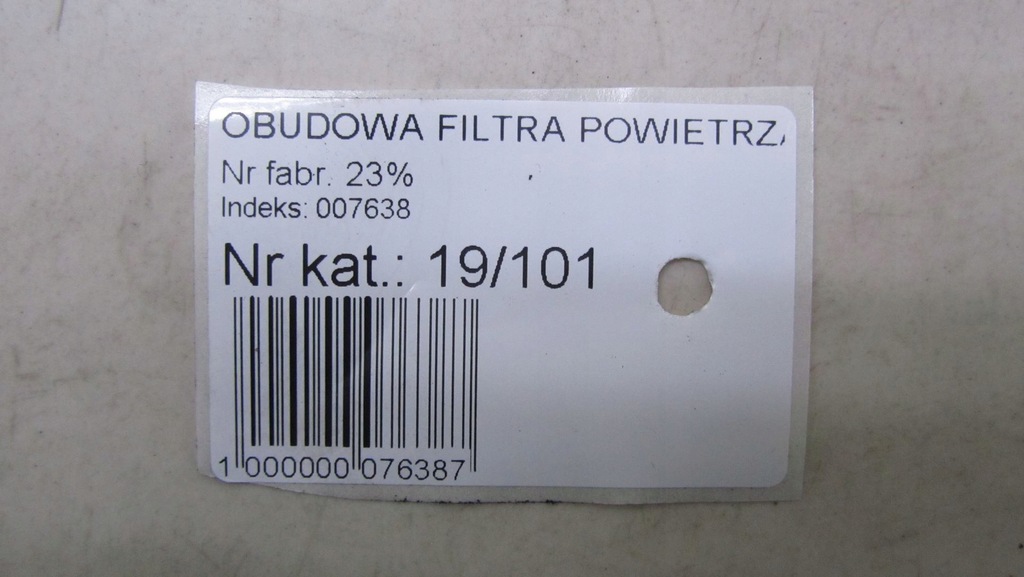 OBUDOWA FILTRA POWIETRZ
Nr fabr. 23%
Indeks: 007638
Nr kat.: 19/101
1 000000 076387